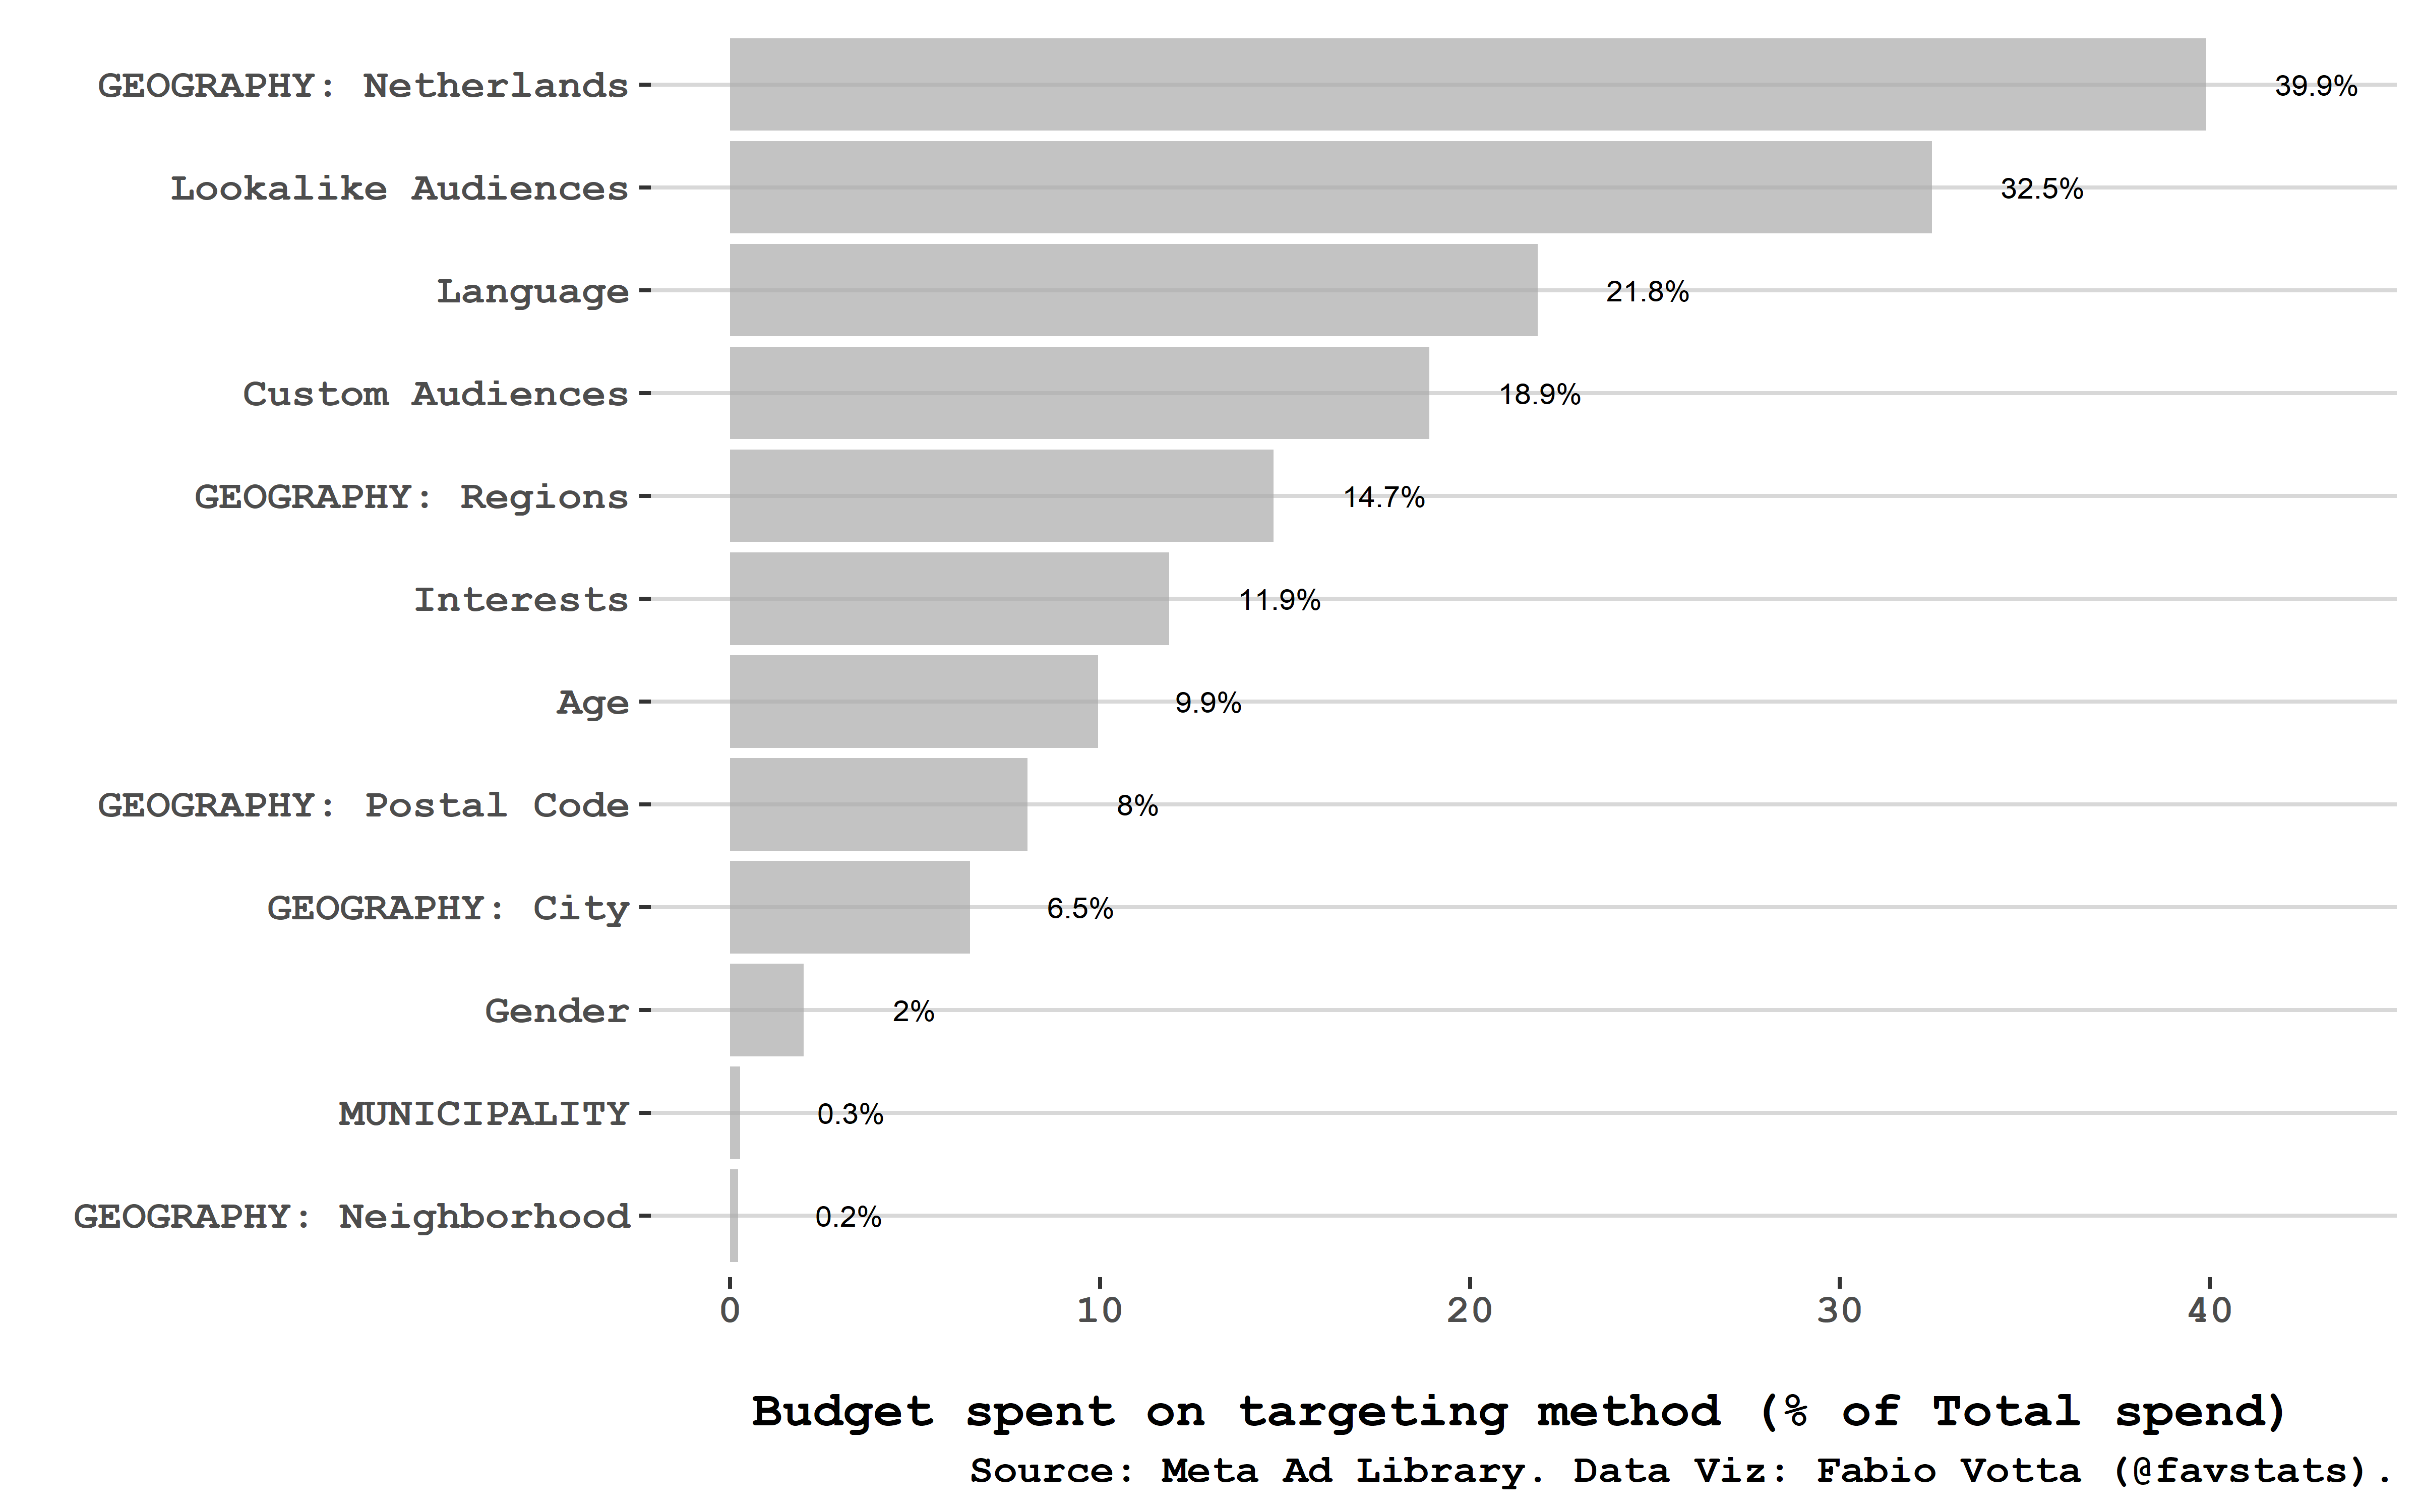 GEOGRAPHY: Netherlands 39.9%
Lookalike Audiences 32.5%
Language 21.8%
Custom Audiences 18.9%
GEOGRAPHY: Regions 14.7%
Interests 11.9%
Age 9.9%
GEOGRAPHY: Postal Code 8%
GEOGRAPHY: City 6.5%
Gender 2%
MUNICIPALITY 0.3%
GEOGRAPHY: Neighborhood 0.2%
0 10 20 30 40
Budget spent on targeting method (% of Total spend)
Source: Meta Ad Library. Data Viz: Fabio Votta (@favstats).